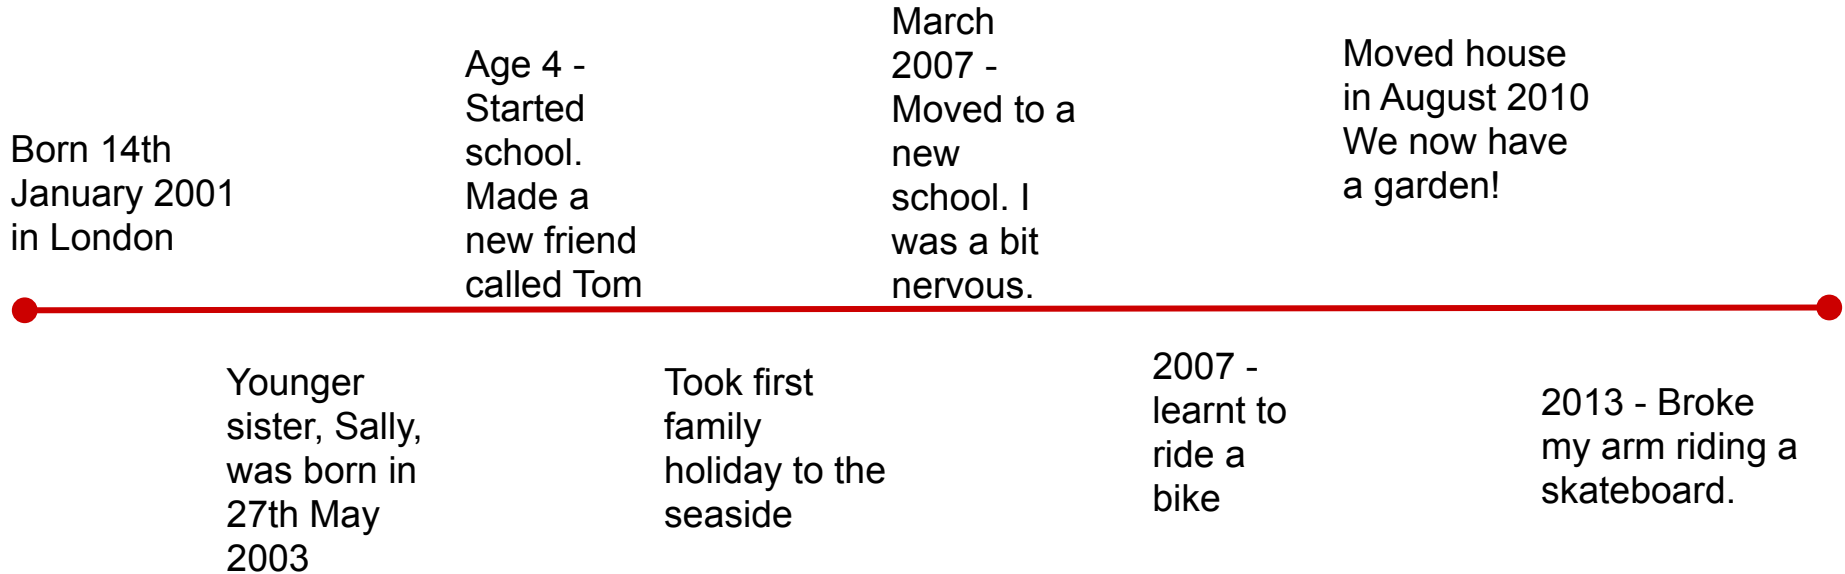 Born 14th
January 2001
in London
Younger
sister, Sally,
was born in
27th May
2003
Age 4 -
Started
school.
Made a
new friend
called Tom
Took first
family
holiday to the
seaside
March
2007 -
Moved to a
new
school. I
was a bit
nervous.
2007 -
learnt to
ride a
bike
Moved house
in August 2010
We now have
a garden!
2013 - Broke
my arm riding a
skateboard.